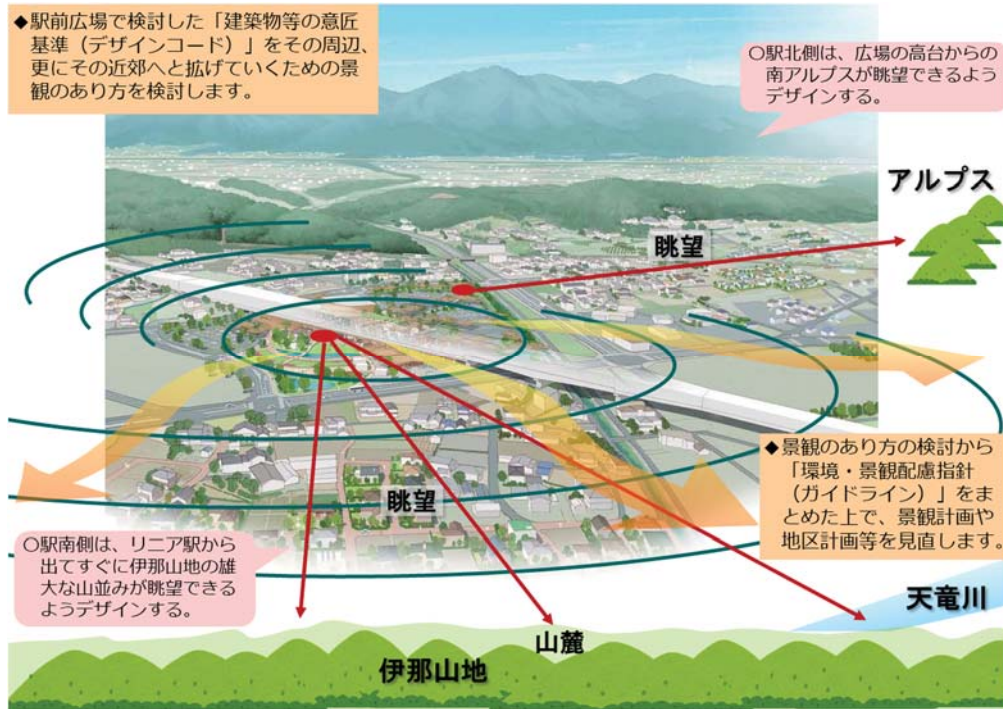 ◆駅前広場で検討した「建築物等の意匠
基準（デザインコード）」をその周辺、
更にその近郊へと拡げていくための景
観のあり方を検討します。
〇駅北側は、広場の高台からの
南アルプスが眺望できるよう
デザインする。
アルプス
眺望
◆景観のあり方の検討から
「環境・景観配慮指針
（ガイドライン）」をま
とめた上で、景観計画や
地区計画等を見直します。
眺望
〇駅南側は、リニア駅から
出てすぐに伊那山地の雄
大な山並みが眺望できる
ようデザインする。
天竜川
山麓
伊那山地